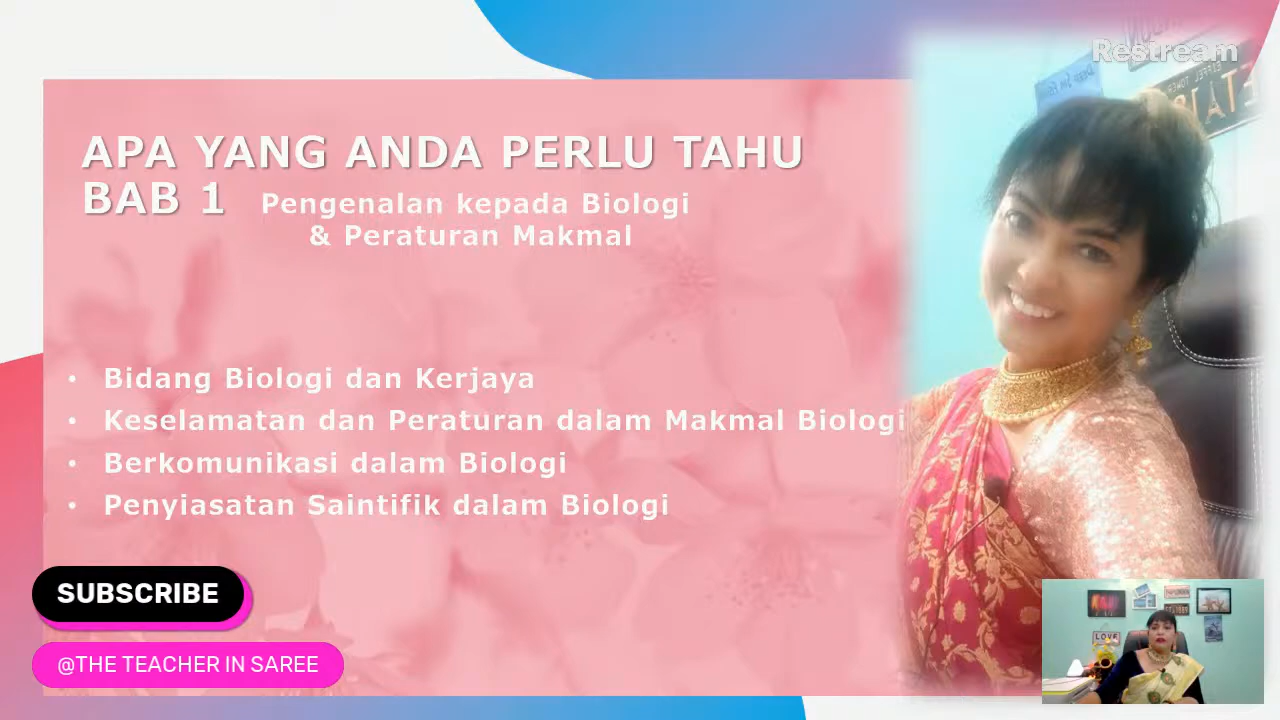 Restream
APA YANG ANDA PERLU TAHU
BAB 1 Pengenalan kepada Biologi
& Peraturan Makmal
• Bidang Biologi dan Kerjaya
• Keselamatan dan Peraturan dalam Makmal Biologi
• Berkomunikasi dalam Biologi
• Penyiasatan Saintifik dalam Biologi
SUBSCRIBE
@THE TEACHER IN SAREE
LOVE